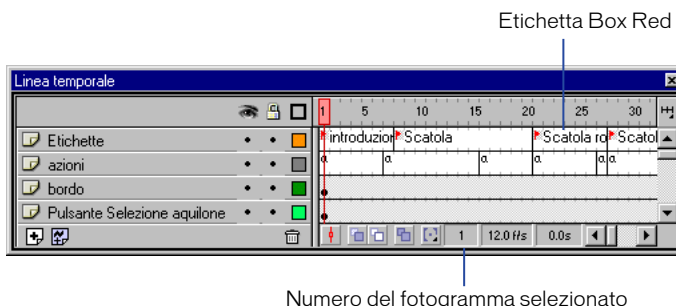 Etichetta Box Red
Linea temporale
1 5 10 15 20 25 30
Etichette introduzion Scatola Scatola ro Scatol
azioni a a a a a a
bordo
Pulsante Selezione aquilone
1 12.0 f/s 0.0s
Numero del fotogramma selezionato